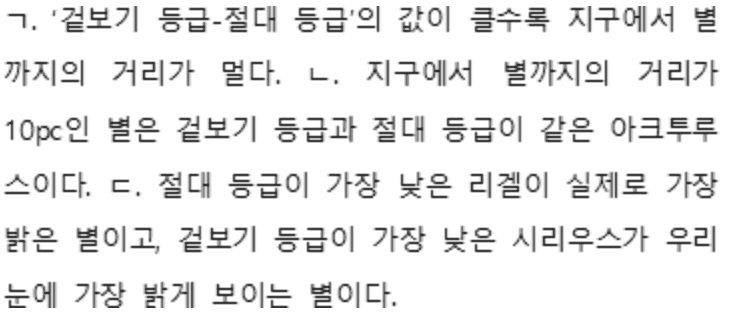 ㄱ. '겉보기 등급-절대 등급'의 값이 클수록 지구에서 별
까지의 거리가 멀다. ㄴ. 지구에서 별까지의 거리가
10pc인 별은 겉보기 등급과 절대 등급이 같은 아크투루
스이다. ㄷ. 절대 등급이 가장 낮은 리겔이 실제로 가장
밝은 별이고, 겉보기 등급이 가장 낮은 시리우스가 우리
눈에 가장 밝게 보이는 별이다.